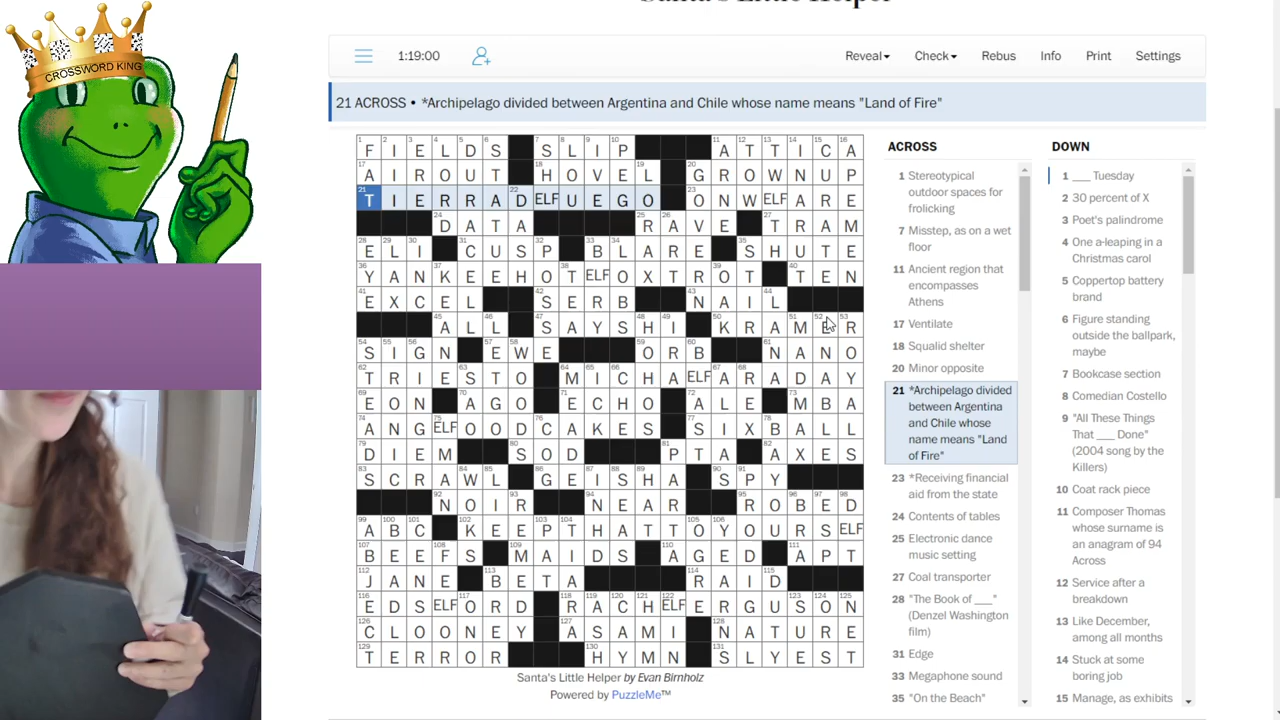 Santa's Little Helper
CROSSWORD KING
1:19:00
Reveal
Check
Rebus
Info
Print
Settings
21 ACROSS • *Archipelago divided between Argentina and Chile whose name means "Land of Fire"
F I E L D S S L I P A T T I C A
A I R O U T H O V E L G R O W N U P
T I E R R A D ELF U E G O O N W ELF A R E
D A T A R A V E T R A M
E L I C U S P B L A R E S H U T E
Y A N K E E H O T ELF O X T R O T T E N
E X C E L S E R B N A I L
A L L S A Y S H I K R A M E R
S I G N E W E O R B N A N O
T R I E S T O M I C H A ELF A R A D A Y
E O N A G O E C H O A L E M B A
A N G ELF O O D C A K E S S I X B A L L
D I E M S O D P T A A X E S
S C R A W L G E I S H A S P Y
N O I R N E A R R O B E D
A B C K E E P T H A T T O Y O U R S ELF
B E E F S M A I D S A G E D A P T
J A N E B E T A R A I D
E D S ELF O R D R A C H ELF E R G U S O N
C L O O N E Y A S A M I N A T U R E
T E R R O R H Y M N S L Y E S T
Santa's Little Helper by Evan Birnholz
Powered by PuzzleMe™
ACROSS
1 Stereotypical
outdoor spaces for
frolicking
7 Misstep, as on a wet
floor
11 Ancient region that
encompasses
Athens
17 Ventilate
18 Squalid shelter
20 Minor opposite
21 *Archipelago divided
between Argentina
and Chile whose
name means "Land
of Fire"
23 *Receiving financial
aid from the state
24 Contents of tables
25 Electronic dance
music setting
27 Coal transporter
28 "The Book of ___"
(Denzel Washington
film)
31 Edge
33 Megaphone sound
35 "On the Beach"
DOWN
1 ___ Tuesday
2 30 percent of X
3 Poet's palindrome
4 One a-leaping in a
Christmas carol
5 Coppertop battery
brand
6 Figure standing
outside the ballpark,
maybe
7 Bookcase section
8 Comedian Costello
9 "All These Things
That ___ Done"
(2004 song by the
Killers)
10 Coat rack piece
11 Composer Thomas
whose surname is
an anagram of 94
Across
12 Service after a
breakdown
13 Like December,
among all months
14 Stuck at some
boring job
15 Manage, as exhibits